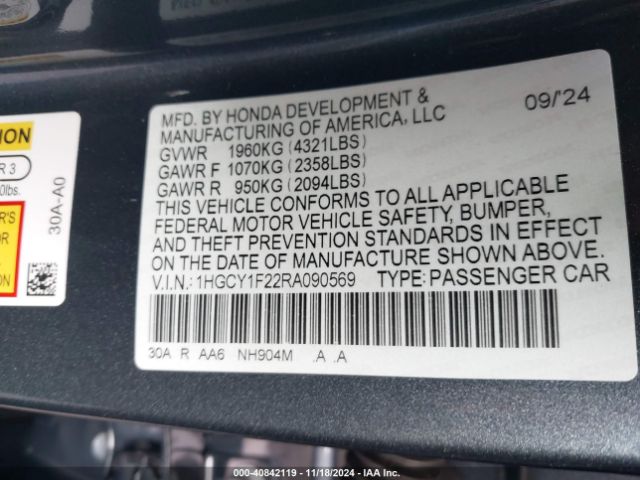 MFD. BY HONDA DEVELOPMENT & 09/'24
MANUFACTURING OF AMERICA, LLC
GVWR 1960KG (4321LBS)
GAWR F 1070KG (2358LBS)
GAWR R 950KG (2094LBS)
THIS VEHICLE CONFORMS TO ALL APPLICABLE
FEDERAL MOTOR VEHICLE SAFETY, BUMPER,
AND THEFT PREVENTION STANDARDS IN EFFECT
ON THE DATE OF MANUFACTURE SHOWN ABOVE.
V.I.N.: 1HGCY1F22RA090569 TYPE: PASSENGER CAR
30A R AA6 NH904M .A .A
30A-A0
R 3
000-40842119 - 11/18/2024 - IAA Inc.